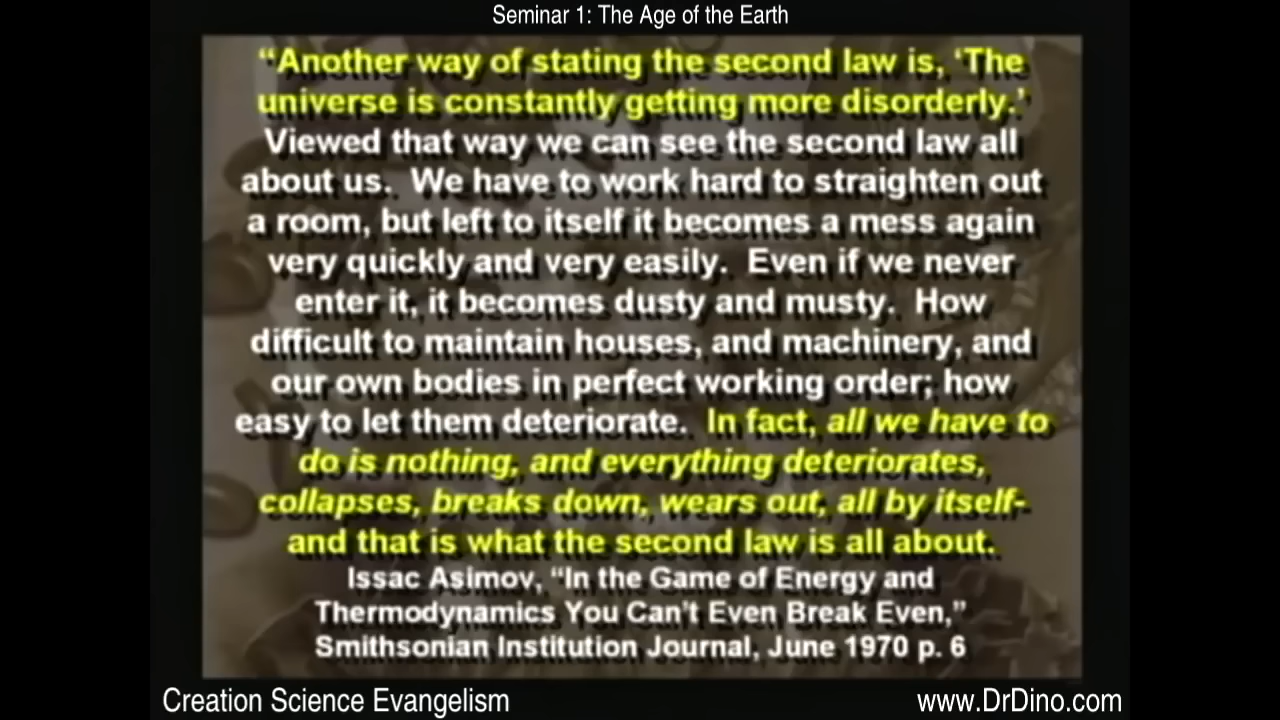 Seminar 1: The Age of the Earth
“Another way of stating the second law is, ‘The
universe is constantly getting more disorderly.’
Viewed that way we can see the second law all
about us. We have to work hard to straighten out
a room, but left to itself it becomes a mess again
very quickly and very easily. Even if we never
enter it, it becomes dusty and musty. How
difficult to maintain houses, and machinery, and
our own bodies in perfect working order; how
easy to let them deteriorate. In fact, all we have to
do is nothing, and everything deteriorates,
collapses, breaks down, wears out, all by itself-
and that is what the second law is all about.
Issac Asimov, “In the Game of Energy and
Thermodynamics You Can’t Even Break Even,”
Smithsonian Institution Journal, June 1970 p. 6
Creation Science Evangelism
www.DrDino.com